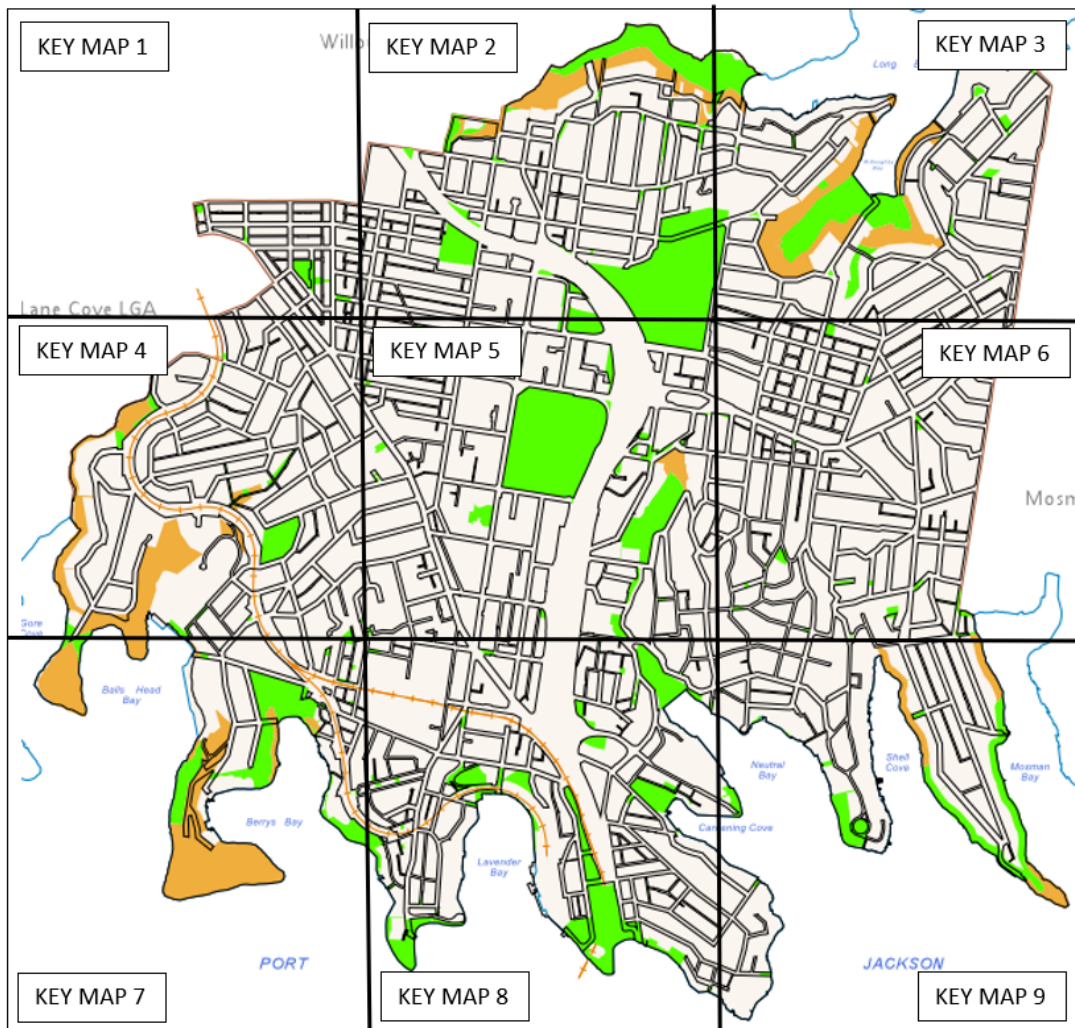 KEY MAP 1
KEY MAP 2
KEY MAP 3
Long
Lane Cove LGA
KEY MAP 4
KEY MAP 5
KEY MAP 6
Mosm
Gore
Balls Head
Bay
Neutral
Bay
Shell
Cove
Mosman
Bay
Berrys Bay
Careening Cove
Lavender
Bay
PORT
JACKSON
KEY MAP 7
KEY MAP 8
KEY MAP 9